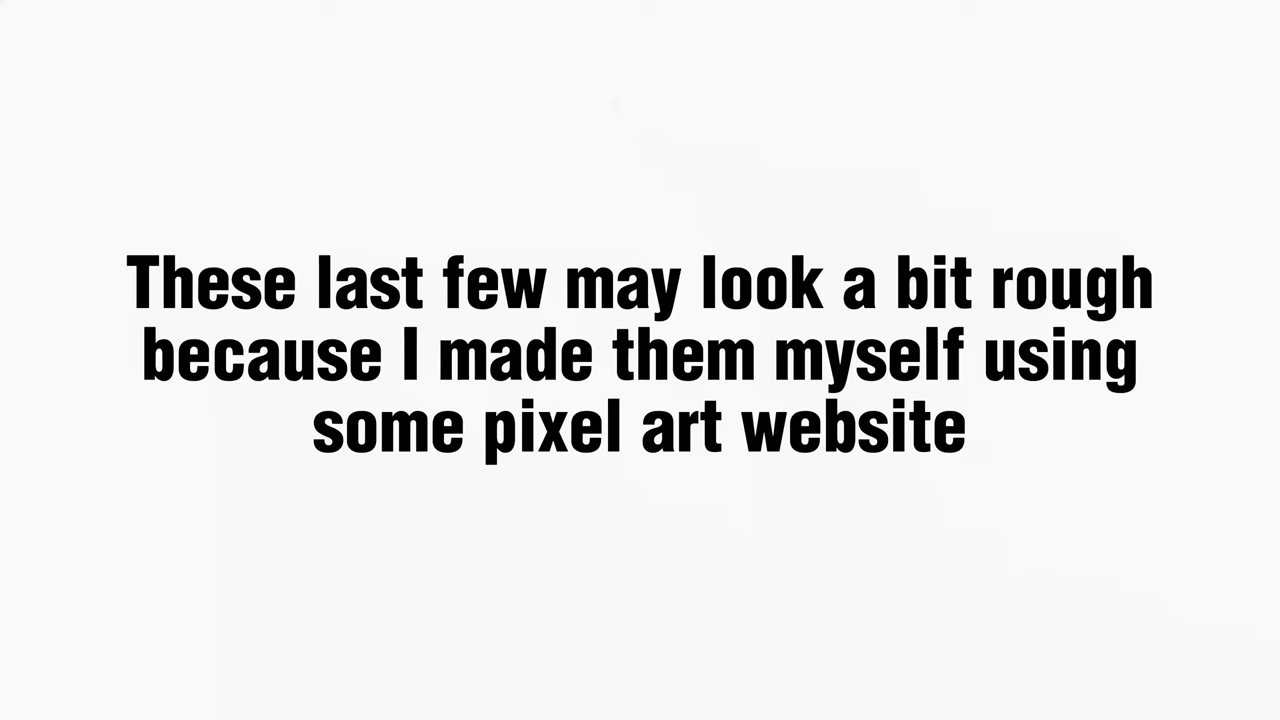 These last few may look a bit rough
because I made them myself using
some pixel art website